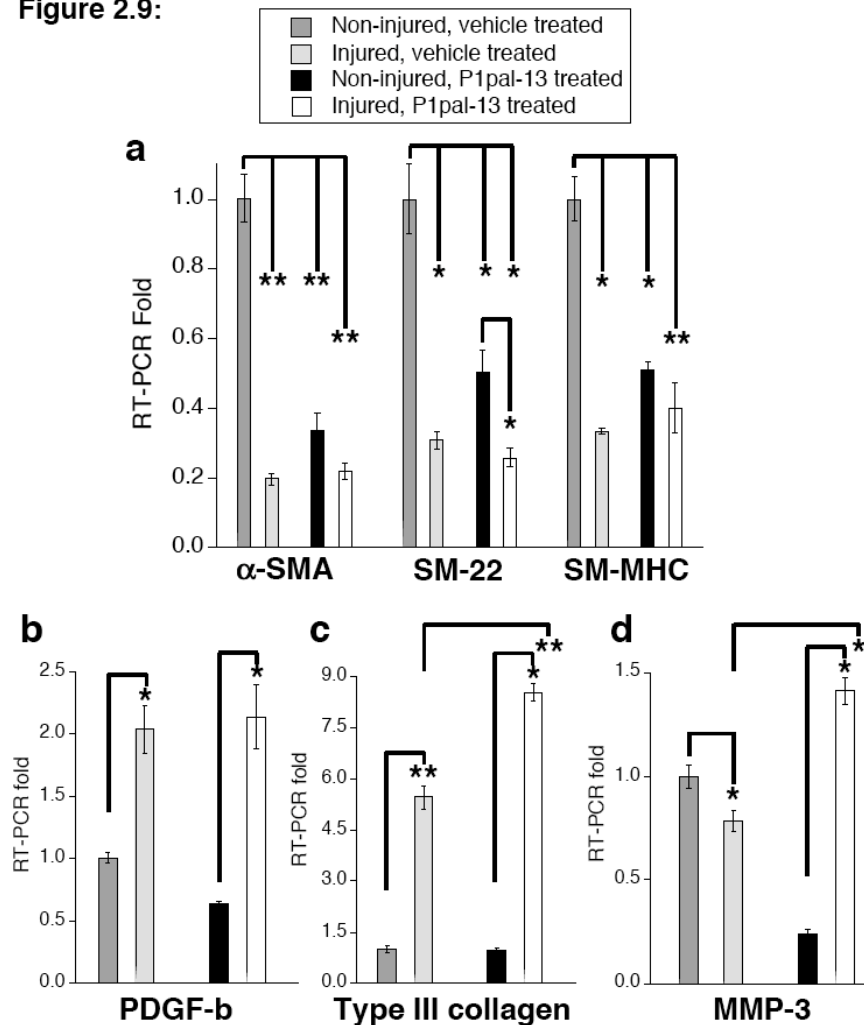 Figure 2.9:
Non-injured, vehicle treated
Injured, vehicle treated
Non-injured, P1pal-13 treated
Injured, P1pal-13 treated
a
RT-PCR Fold
1.0
0.8
0.6
0.4
0.2
0.0
** ** **
* * * *
* * **
α-SMA SM-22 SM-MHC
b
RT-PCR fold
2.5
2.0
1.5
1.0
0.5
0.0
* *
PDGF-b
c
RT-PCR fold
9.0
7.5
6.0
4.5
3.0
1.5
0.0
** * **
Type III collagen
d
RT-PCR fold
1.5
1.0
0.5
0.0
* * *
MMP-3